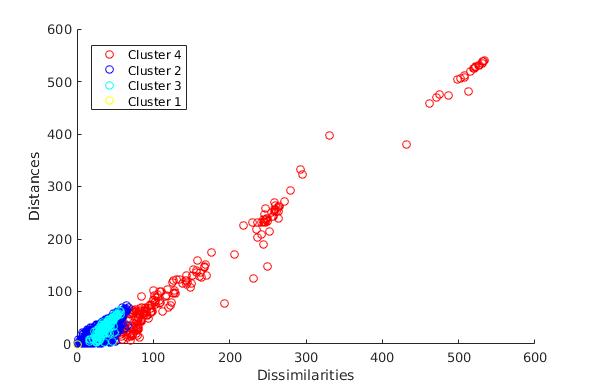 600
500
400
300
200
100
0
Distances
Cluster 4
Cluster 2
Cluster 3
Cluster 1
0 100 200 300 400 500 600
Dissimilarities